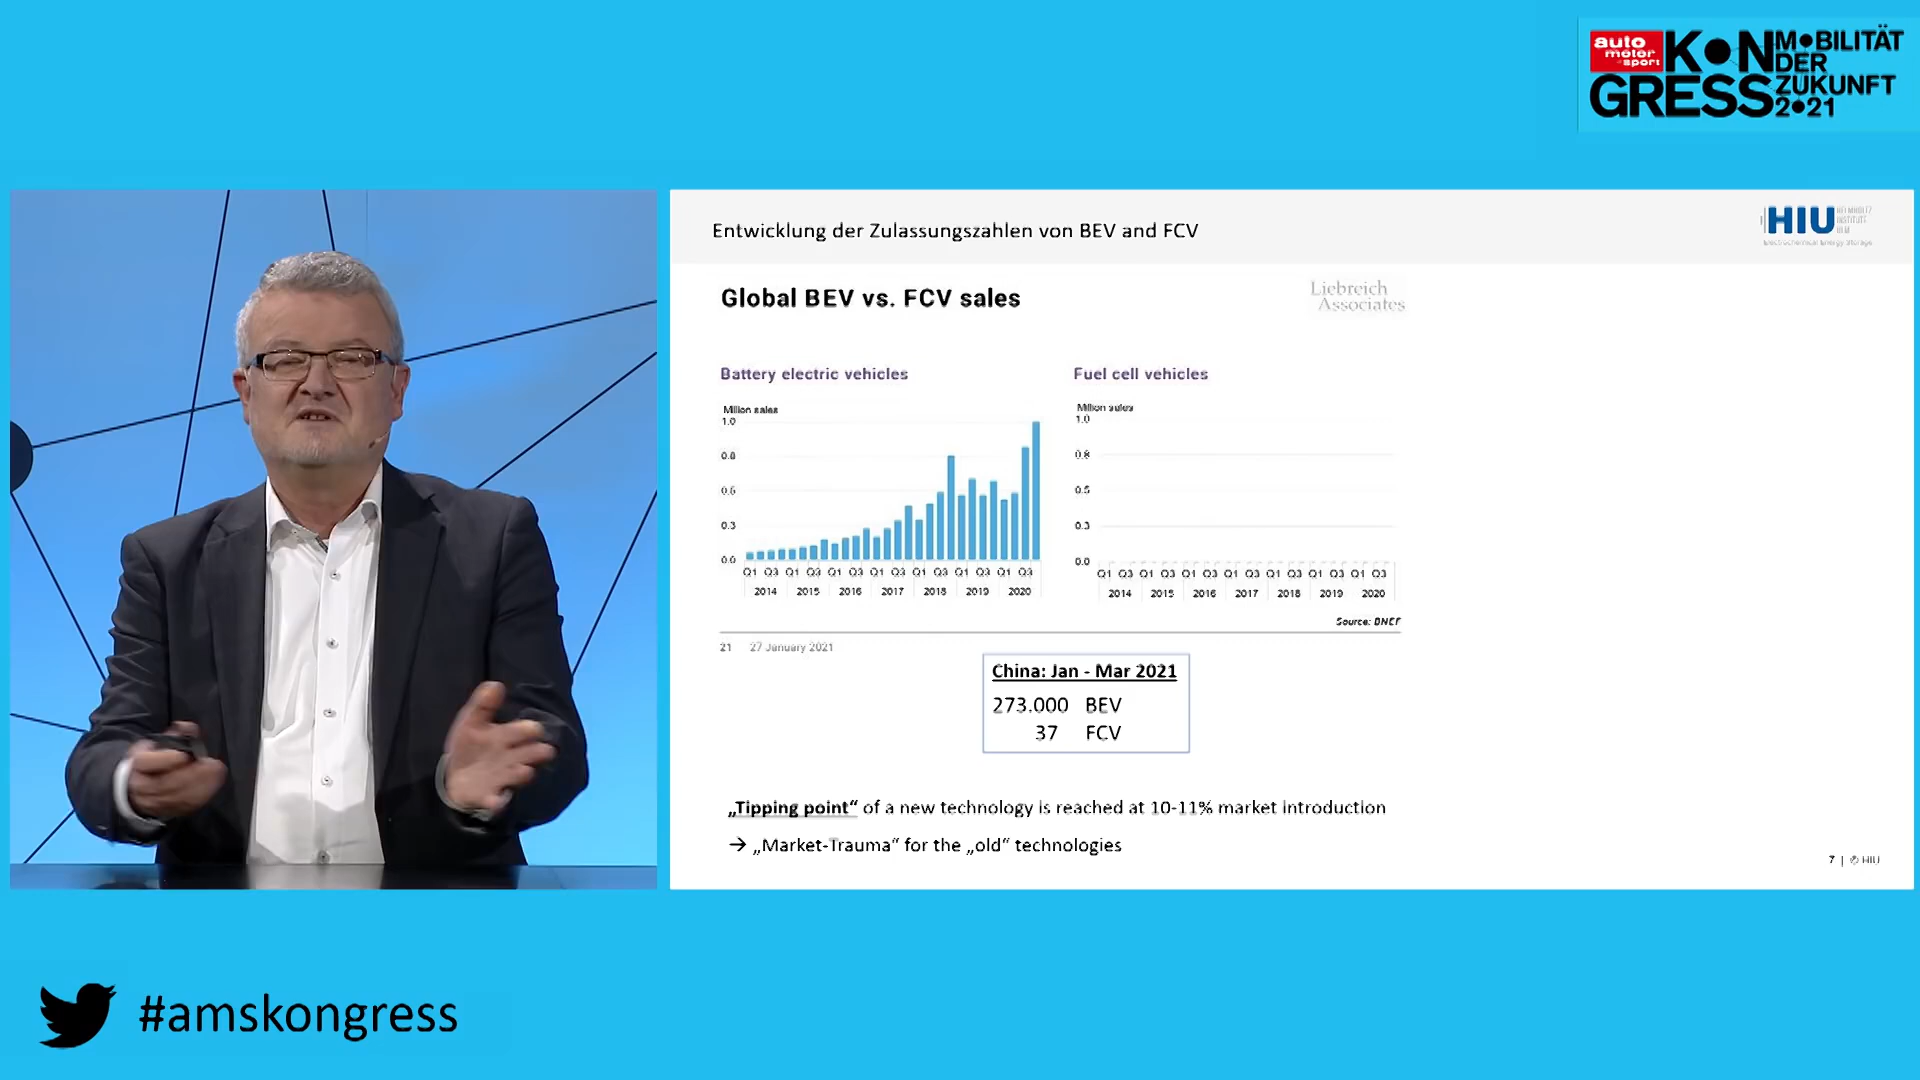 auto motor sport
KONGRESS
MOBILITÄT
DER
ZUKUNFT
2021
Entwicklung der Zulassungszahlen von BEV and FCV
HIU
Electrochemical Energy Storage
Global BEV vs. FCV sales
Liebreich
Associates
Battery electric vehicles
Million sales
1.0
0.8
0.5
0.3
0.0
Q1 Q3 Q1 Q3 Q1 Q3 Q1 Q3 Q1 Q3 Q1 Q3 Q1 Q3
2014 2015 2016 2017 2018 2019 2020
Fuel cell vehicles
Million sales
1.0
0.8
0.5
0.3
0.0
Q1 Q3 Q1 Q3 Q1 Q3 Q1 Q3 Q1 Q3 Q1 Q3 Q1 Q3
2014 2015 2016 2017 2018 2019 2020
Source: BNEF
21 27 January 2021
China: Jan - Mar 2021
273.000 BEV
37 FCV
„Tipping point“ of a new technology is reached at 10-11% market introduction
→ „Market-Trauma“ for the „old“ technologies
7 | © HIU
#amskongress